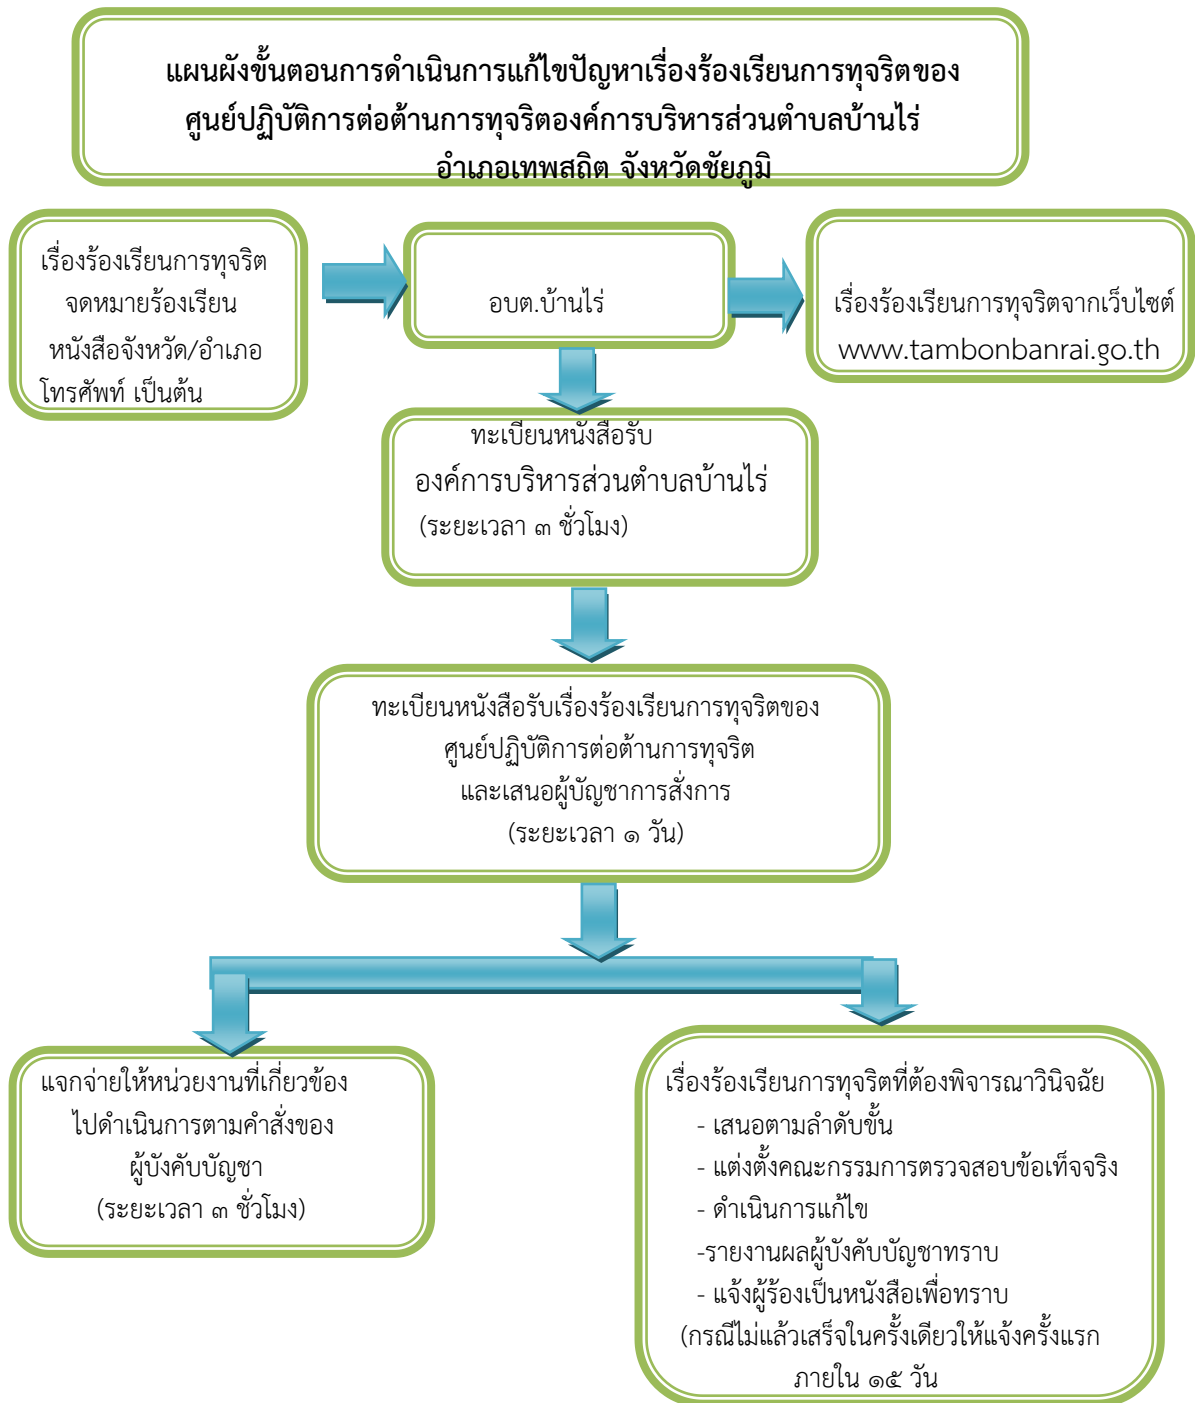 แผนผังขั้นตอนการดำเนินการแก้ไขปัญหาเรื่องร้องเรียนการทุจริตของ
ศูนย์ปฏิบัติการต่อต้านการทุจริตองค์การบริหารส่วนตำบลบ้านไร่
อำเภอเทพสถิต จังหวัดชัยภูมิ
เรื่องร้องเรียนการทุจริต
จดหมายร้องเรียน
หนังสือจังหวัด/อำเภอ
โทรศัพท์ เป็นต้น
อบต.บ้านไร่
เรื่องร้องเรียนการทุจริตจากเว็บไซต์
www.tambonbanrai.go.th
ทะเบียนหนังสือรับ
องค์การบริหารส่วนตำบลบ้านไร่
(ระยะเวลา ๓ ชั่วโมง)
ทะเบียนหนังสือรับเรื่องร้องเรียนการทุจริตของ
ศูนย์ปฏิบัติการต่อต้านการทุจริต
และเสนอผู้บัญชาการสั่งการ
(ระยะเวลา ๑ วัน)
แจกจ่ายให้หน่วยงานที่เกี่ยวข้อง
ไปดำเนินการตามคำสั่งของ
ผู้บังคับบัญชา
(ระยะเวลา ๓ ชั่วโมง)
เรื่องร้องเรียนการทุจริตที่ต้องพิจารณาวินิจฉัย
- เสนอตามลำดับขั้น
- แต่งตั้งคณะกรรมการตรวจสอบข้อเท็จจริง
- ดำเนินการแก้ไข
-รายงานผลผู้บังคับบัญชาทราบ
- แจ้งผู้ร้องเป็นหนังสือเพื่อทราบ
(กรณีไม่แล้วเสร็จในครั้งเดียวให้แจ้งครั้งแรก
ภายใน ๑๕ วัน